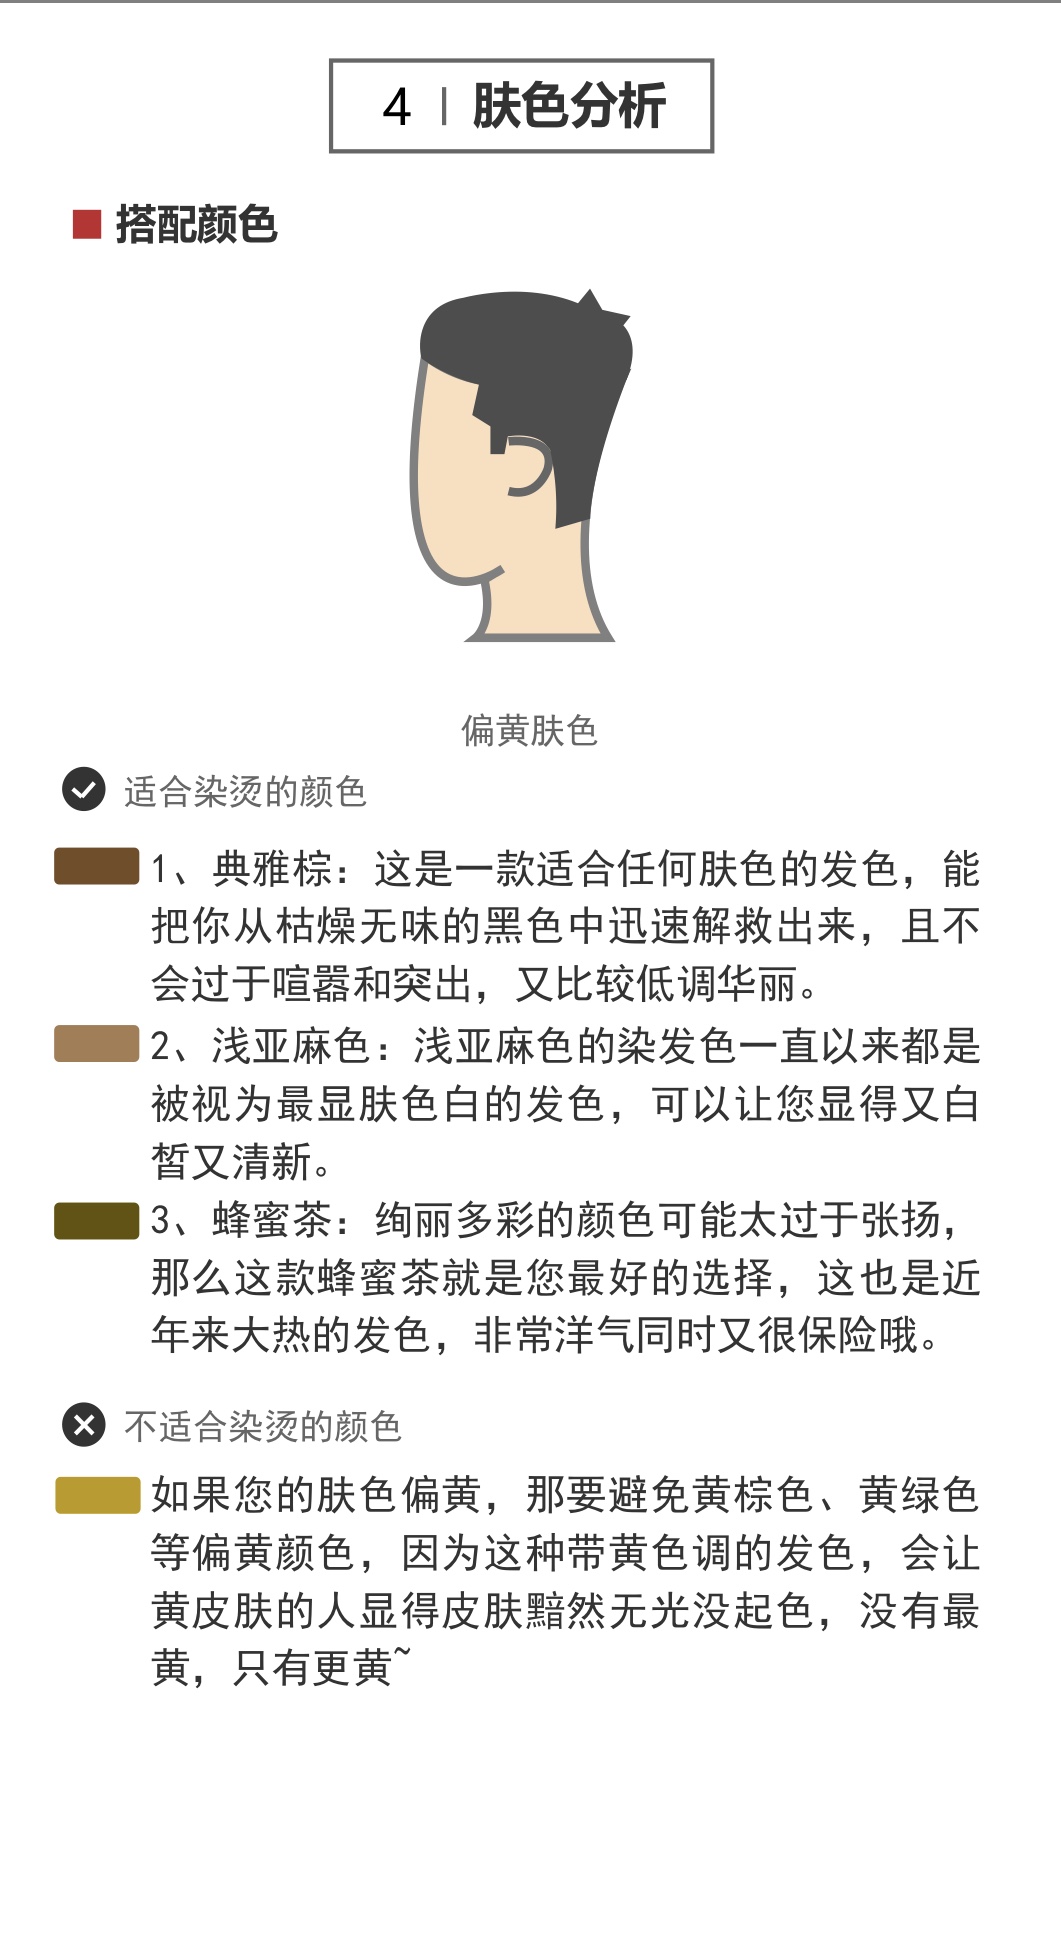 4 | 肤色分析
搭配颜色
偏黄肤色
适合染烫的颜色
1、典雅棕：这是一款适合任何肤色的发色，能
把你从枯燥无味的黑色中迅速解救出来，且不
会过于喧嚣和突出，又比较低调华丽。
2、浅亚麻色：浅亚麻色的染发色一直以来都是
被视为最显肤色白的发色，可以让您显得又白
皙又清新。
3、蜂蜜茶：绚丽多彩的颜色可能太过于张扬，
那么这款蜂蜜茶就是您最好的选择，这也是近
年来大热的发色，非常洋气同时又很保险哦。
不适合染烫的颜色
如果您的肤色偏黄，那要避免黄棕色、黄绿色
等偏黄颜色，因为这种带黄色调的发色，会让
黄皮肤的人显得皮肤黯然无光没起色，没有最
黄，只有更黄~